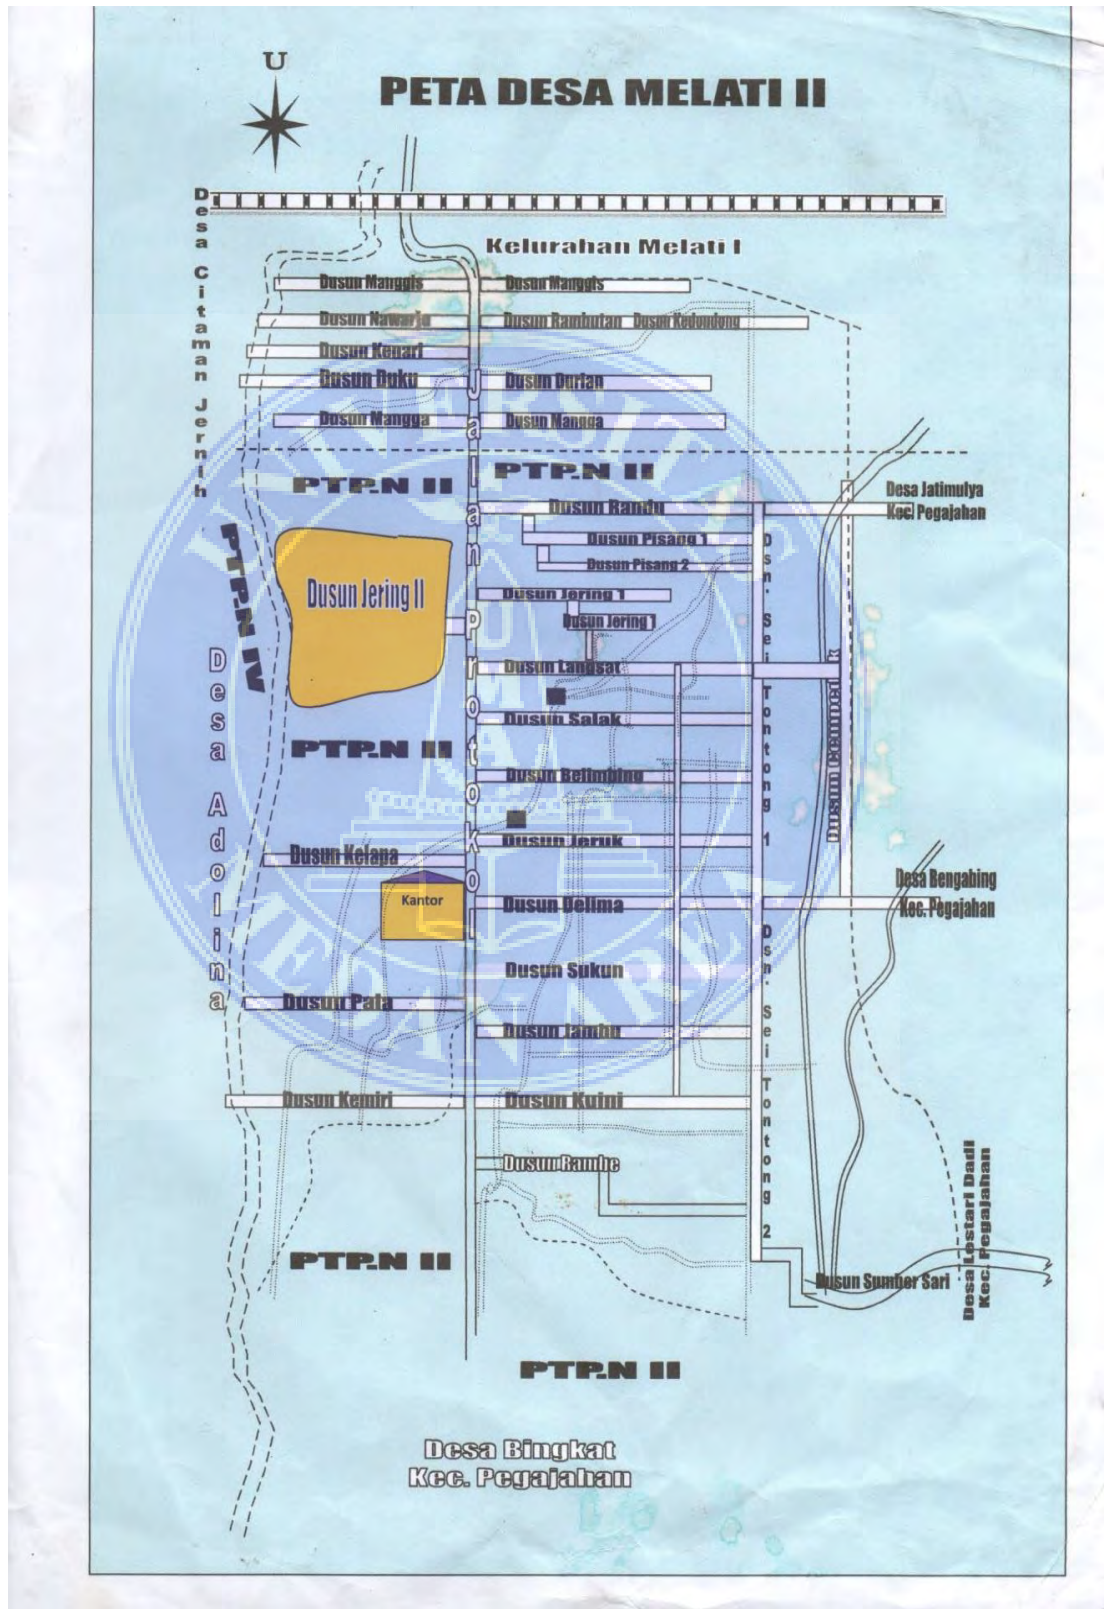 U
PETA DESA MELATI II
Desa Citaman Jernih
Kelurahan Melati I
Dusun Manggis
Dusun Manggis
Dusun Nawarja
Dusun Rambutan
Dusun Kedondong
Dusun Kenari
Dusun Duku
Dusun Durian
Dusun Mangga
Dusun Mangga
Jalan Protokol
PTP.N II
PTP.N II
Dusun Randu
Desa Jatimulya
Kec. Pegajahan
Dusun Pisang 1
Dusun Pisang 2
PTP.N IV
Dusun Jering II
Dusun Jering 1
Dusun Jering 1
Dsn. Sei Tontong 1
Dusun Langsat
Desa Adolina
Dusun Salak
PTP.N II
Dusun Belimbing
Dusun Jeruk
Dusun Kelapa
Kantor
Dusun Delima
Desa Bengabing
Kec. Pegajahan
Dusun Sukun
Dsn. Sei Tontong 2
Dusun Pala
Dusun Jambu
Dusun Kemiri
Dusun Kuini
Dusun Rambe
Desa Lestari Dadi
Kec. Pegajahan
PTP.N II
Dusun Sumber Sari
PTP.N II
Desa Bingkat
Kec. Pegajahan
UNIVERSITAS
MEDAN AREA